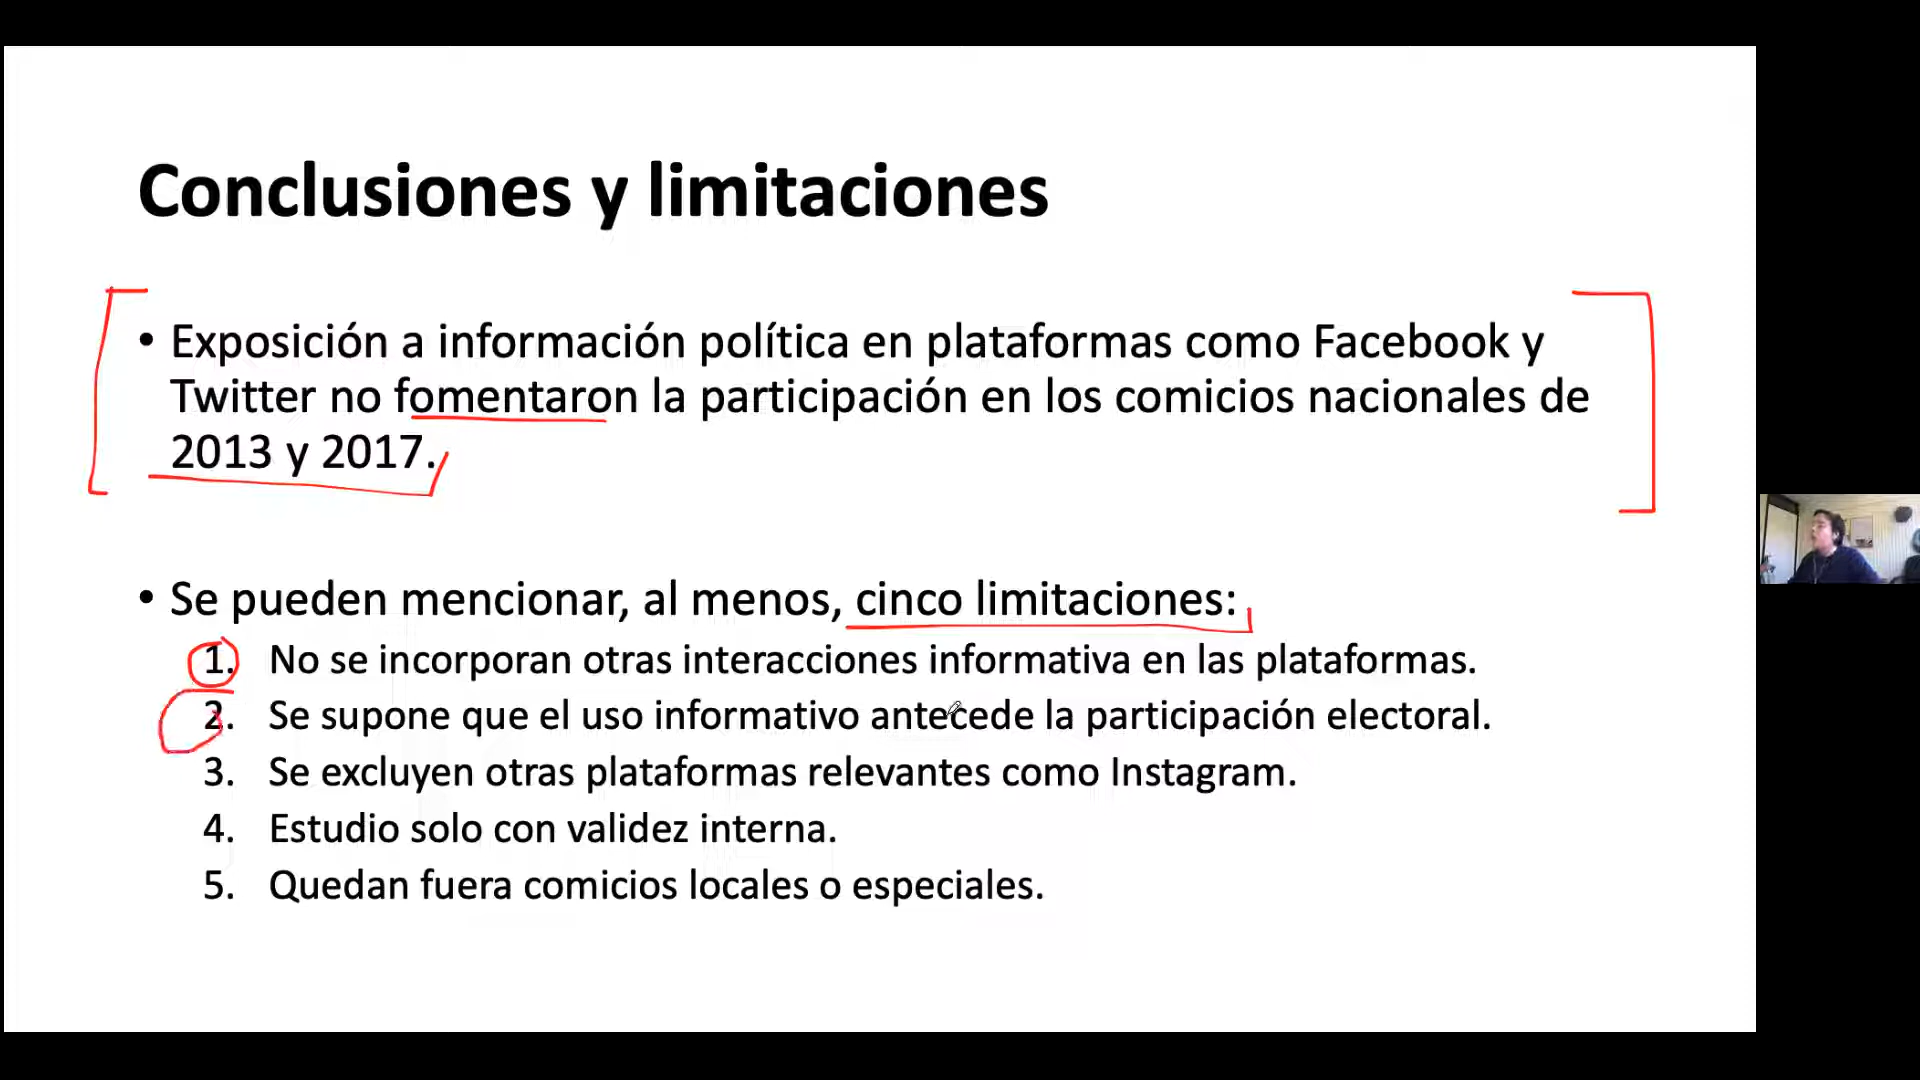 Conclusiones y limitaciones
• Exposición a información política en plataformas como Facebook y
Twitter no fomentaron la participación en los comicios nacionales de
2013 y 2017.
• Se pueden mencionar, al menos, cinco limitaciones:
1. No se incorporan otras interacciones informativa en las plataformas.
2. Se supone que el uso informativo antecede la participación electoral.
3. Se excluyen otras plataformas relevantes como Instagram.
4. Estudio solo con validez interna.
5. Quedan fuera comicios locales o especiales.